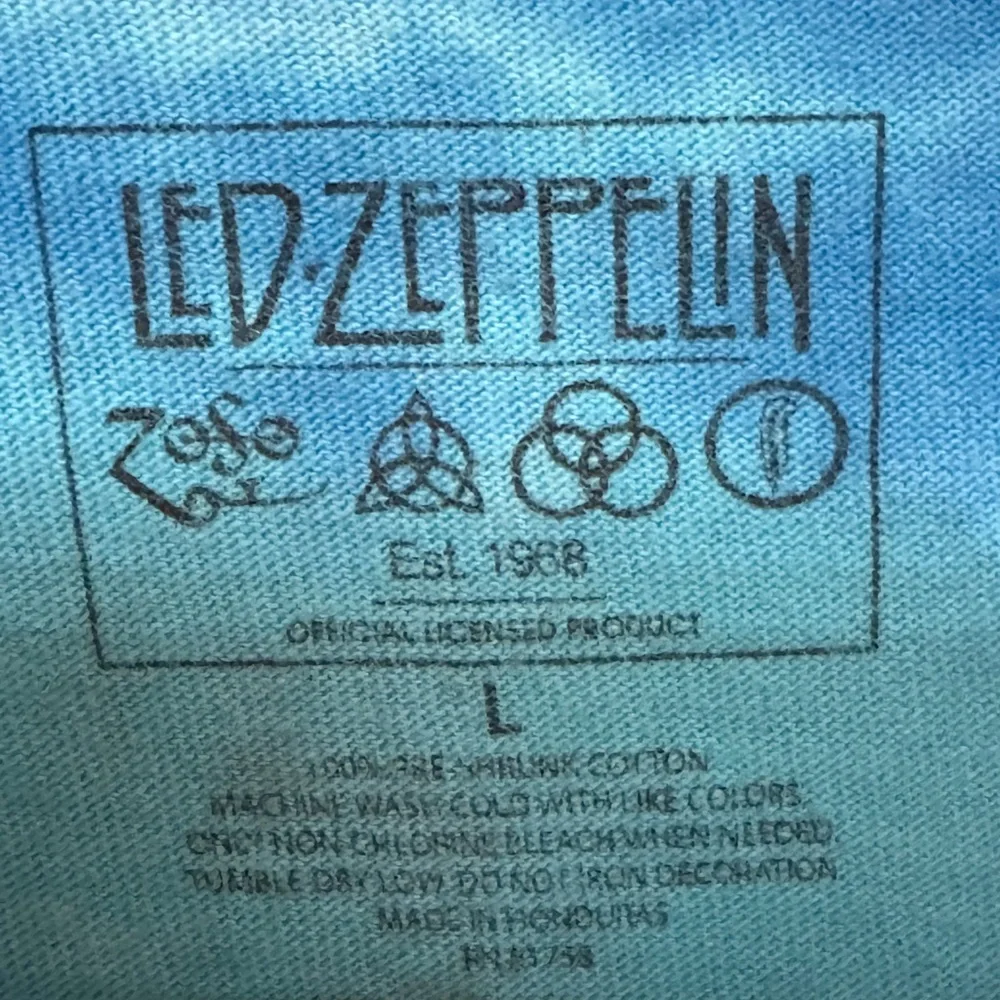 LED·ZEPPELIN
ZoSo
Est. 1968
OFFICIAL LICENSED PRODUCT
L
100% PRE-SHRUNK COTTON
MACHINE WASH COLD WITH LIKE COLORS.
ONLY NON CHLORINE BLEACH WHEN NEEDED.
TUMBLE DRY LOW. DO NOT IRON DECORATION.
MADE IN HONDURAS